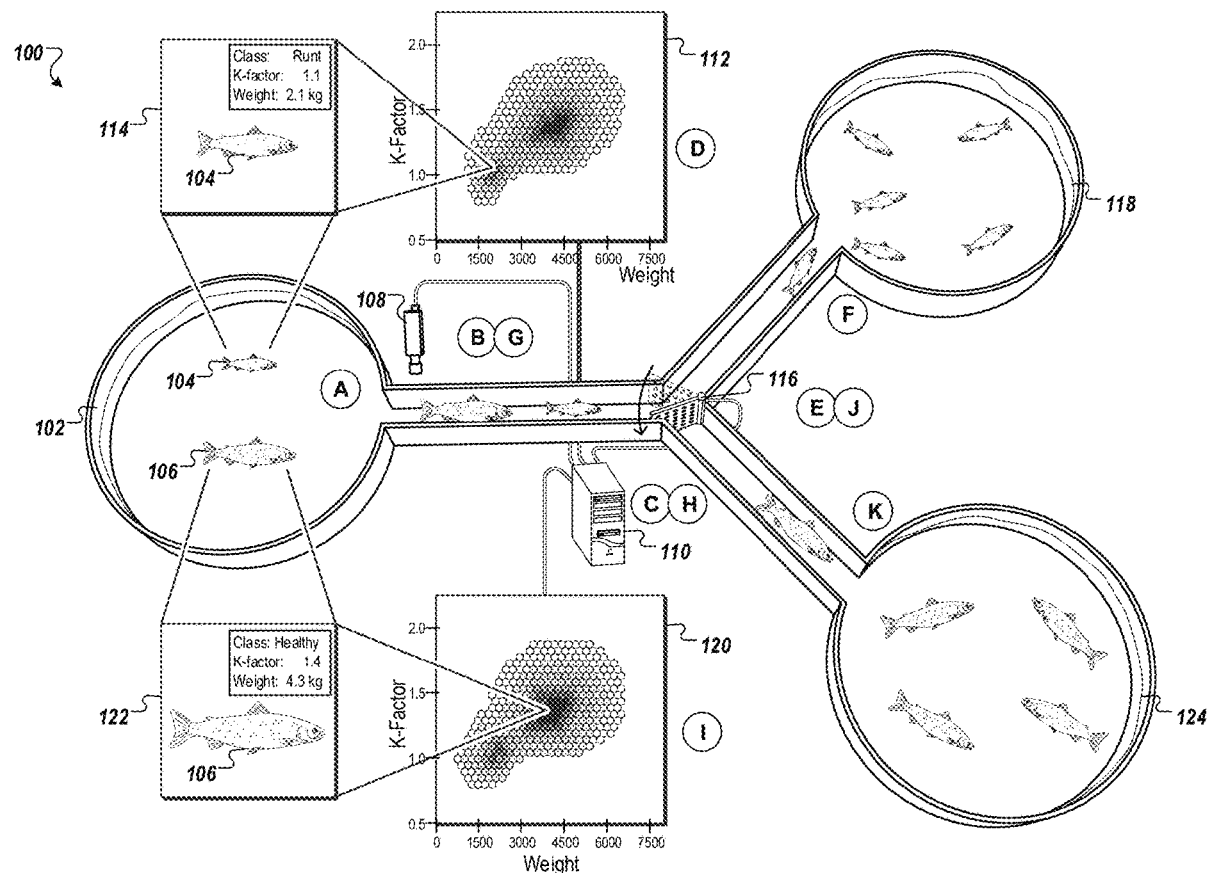 100
114
Class: Runt
K-factor: 1.1
Weight: 2.1 kg
104
2.0
1.5
1.0
0.5
K-Factor
0 1500 3000 4500 6000 7500
Weight
112
D
118
F
108
B G
A
104
102
106
116
E J
C H
110
K
122
Class: Healthy
K-factor: 1.4
Weight: 4.3 kg
106
2.0
1.5
1.0
0.5
K-Factor
0 1500 3000 4500 6000 7500
Weight
120
I
124